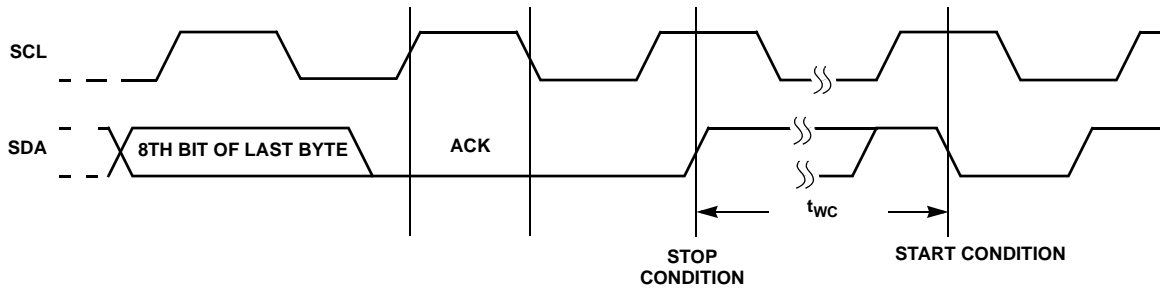 SCL
SDA
8TH BIT OF LAST BYTE
ACK
tWC
STOP
CONDITION
START CONDITION